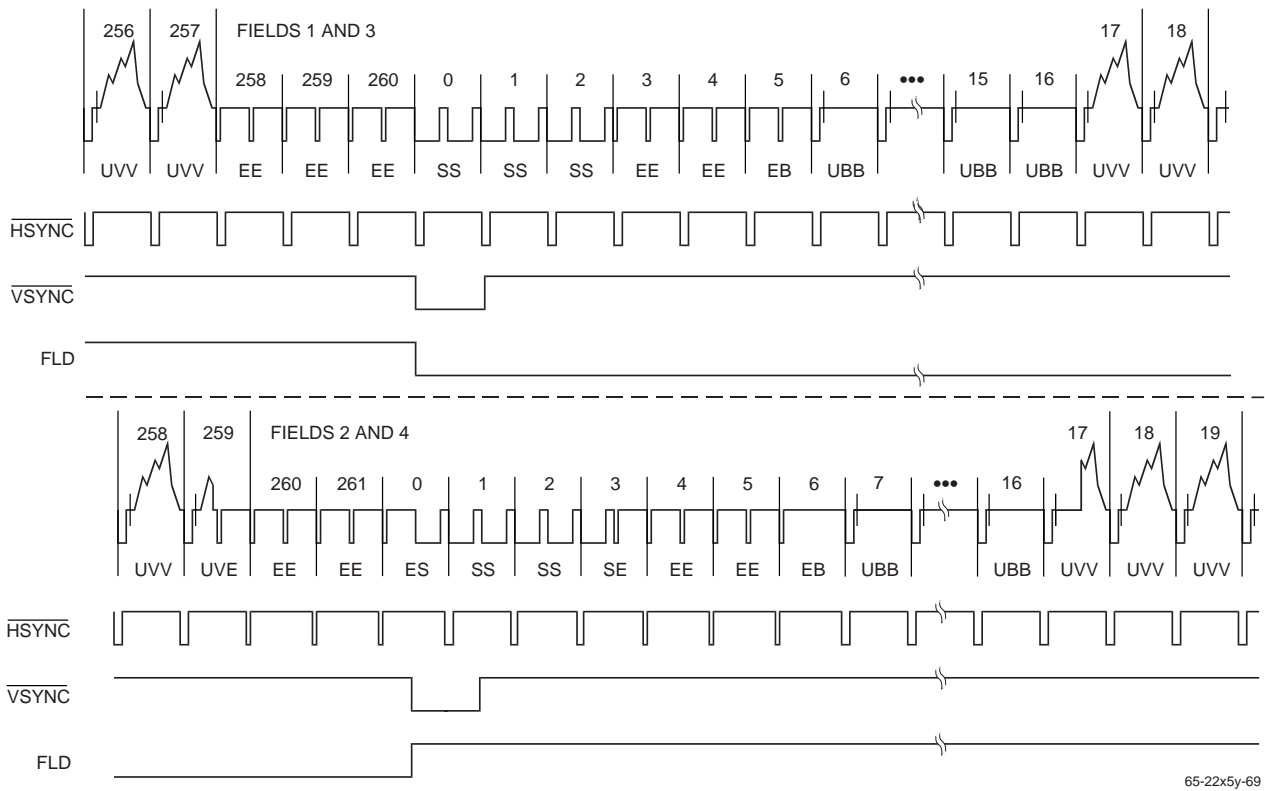 256 257 FIELDS 1 AND 3 17 18
258 259 260 0 1 2 3 4 5 6 ••• 15 16
UVV UVV EE EE EE SS SS SS EE EE EB UBB UBB UBB UVV UVV
HSYNC
VSYNC
FLD
258 259 FIELDS 2 AND 4 17 18 19
260 261 0 1 2 3 4 5 6 7 ••• 16
UVV UVE EE EE ES SS SS SE EE EE EB UBB UBB UVV UVV UVV
HSYNC
VSYNC
FLD
65-22x5y-69